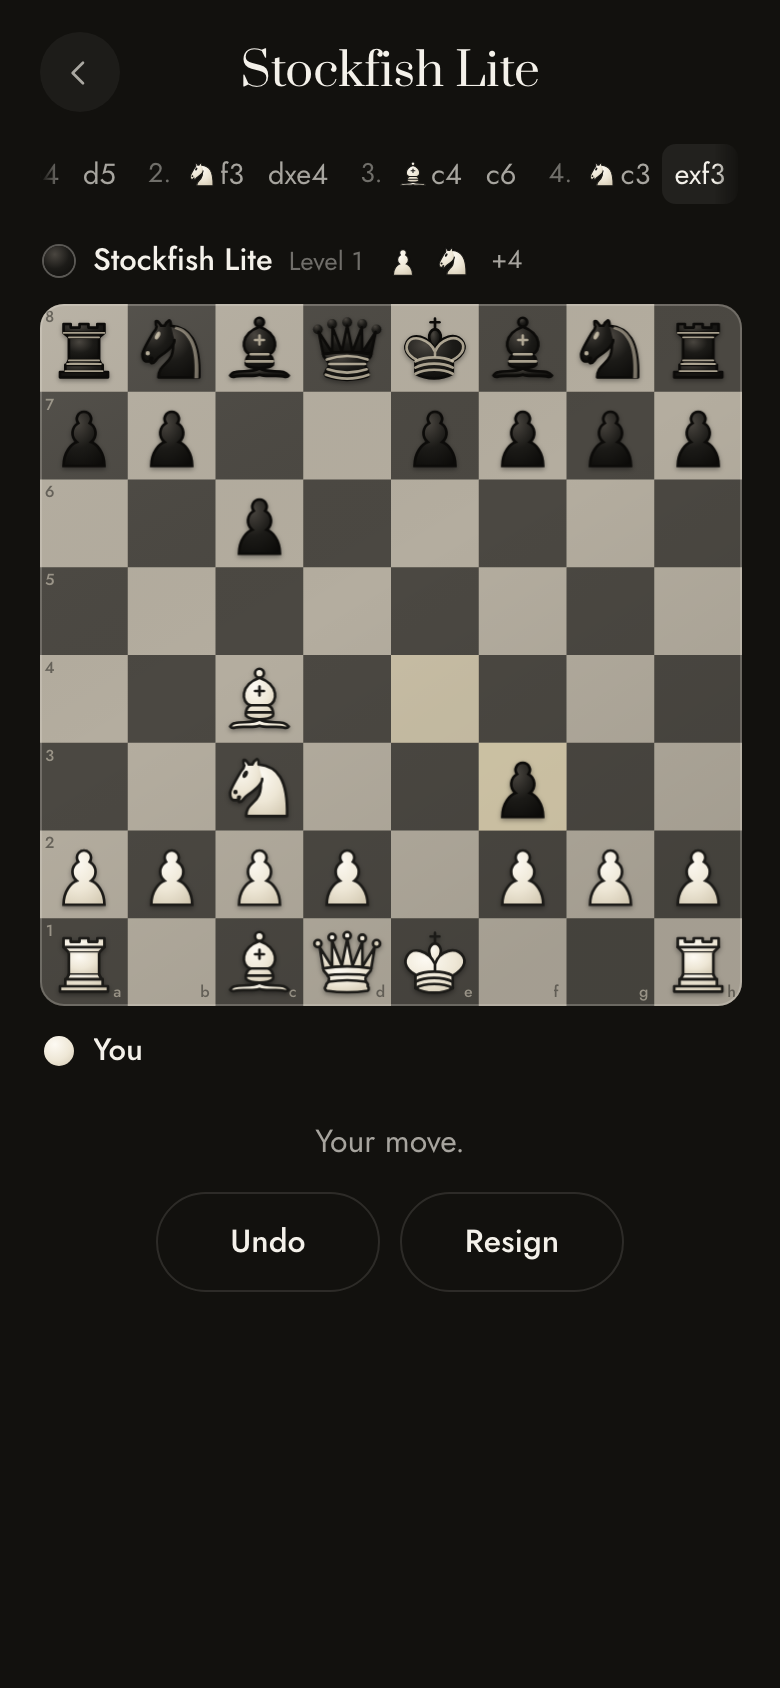 Stockfish Lite
4 d5 2. f3 dxe4 3. c4 c6 4. c3 exf3
Stockfish Lite Level 1 +4
8
7
6
5
4
3
2
1
a b c d e f g h
You
Your move.
Undo Resign